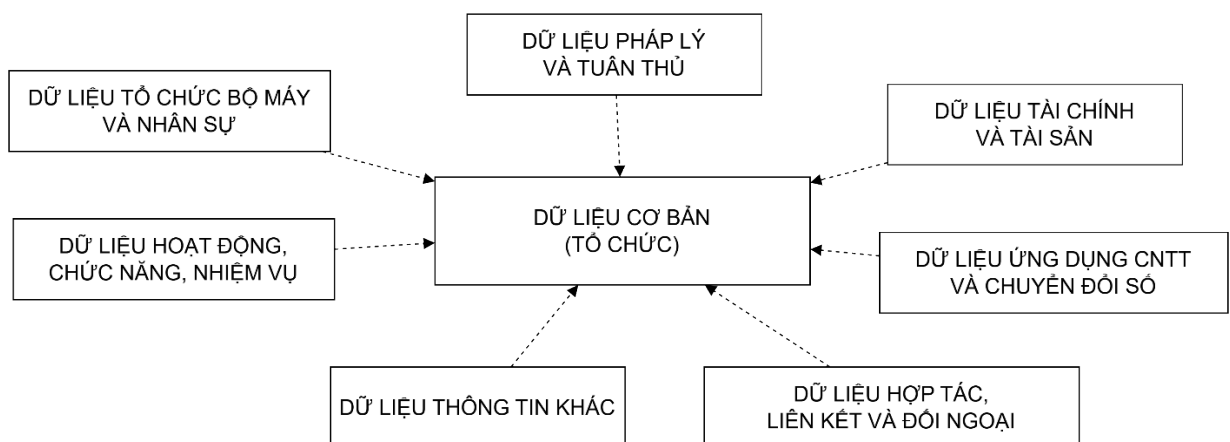 DỮ LIỆU PHÁP LÝ
VÀ TUÂN THỦ
DỮ LIỆU TỔ CHỨC BỘ MÁY
VÀ NHÂN SỰ
DỮ LIỆU TÀI CHÍNH
VÀ TÀI SẢN
DỮ LIỆU CƠ BẢN
(TỔ CHỨC)
DỮ LIỆU HOẠT ĐỘNG,
CHỨC NĂNG, NHIỆM VỤ
DỮ LIỆU ỨNG DỤNG CNTT
VÀ CHUYỂN ĐỔI SỐ
DỮ LIỆU THÔNG TIN KHÁC
DỮ LIỆU HỢP TÁC,
LIÊN KẾT VÀ ĐỐI NGOẠI